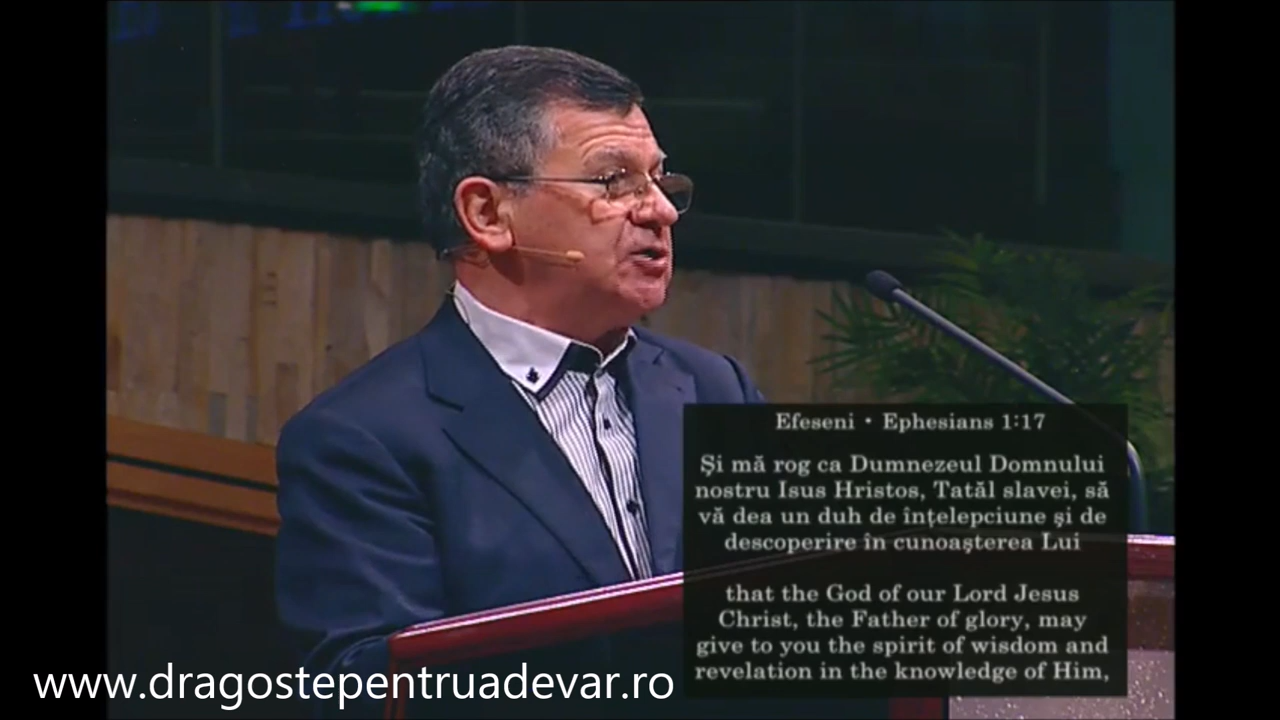 Efeseni • Ephesians 1:17
Şi mă rog ca Dumnezeul Domnului
nostru Isus Hristos, Tatăl slavei, să
vă dea un duh de înţelepciune şi de
descoperire în cunoaşterea Lui
that the God of our Lord Jesus
Christ, the Father of glory, may
give to you the spirit of wisdom and
revelation in the knowledge of Him,
www.dragostepentruadevar.ro